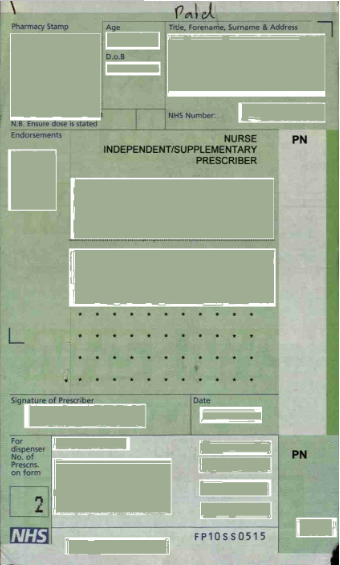 Paid
Pharmacy Stamp
Age
Title, Forename, Surname & Address
D.o.B
N.B. Ensure dose is stated
NHS Number:
Endorsements
NURSE
INDEPENDENT/SUPPLEMENTARY
PRESCRIBER
PN
Signature of Prescriber
Date
For
dispenser
No. of
Prescns.
on form
2
PN
NHS
FP10SS0515